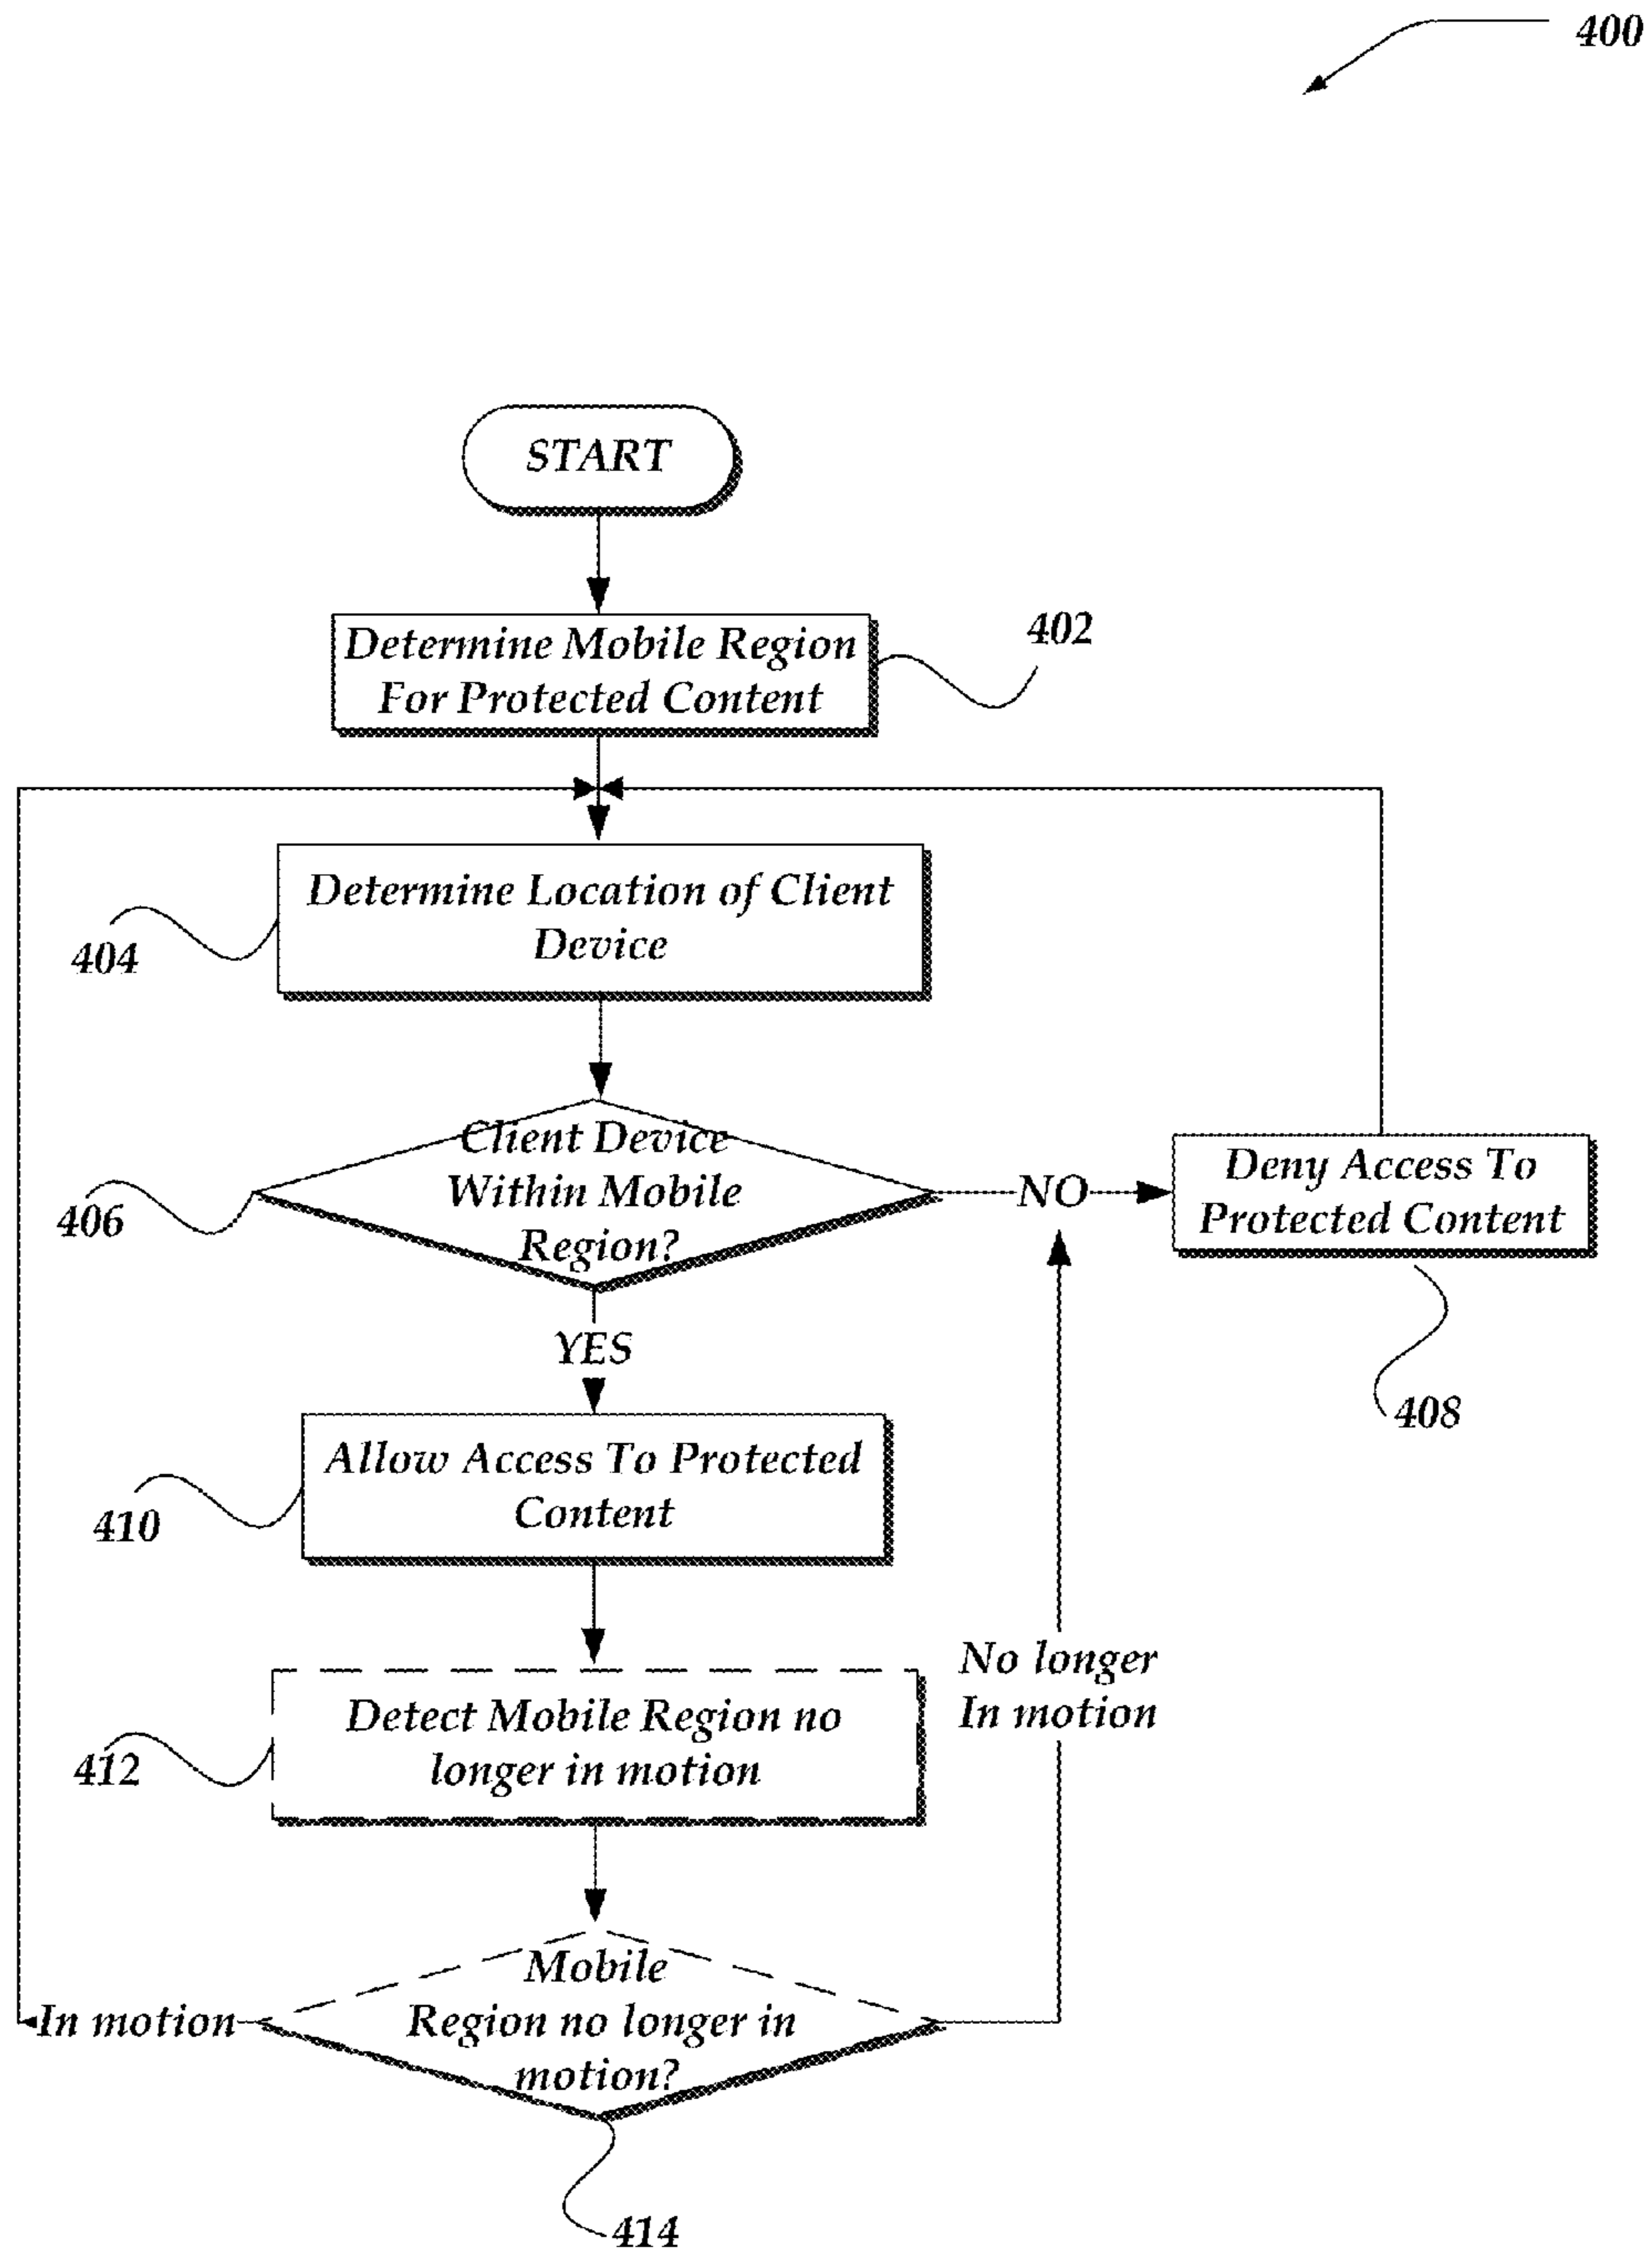 400
START
Determine Mobile Region
For Protected Content
402
Determine Location of Client
Device
404
Client Device
Within Mobile
Region?
406
NO
Deny Access To
Protected Content
408
YES
Allow Access To Protected
Content
410
No longer
In motion
Detect Mobile Region no
longer in motion
412
Mobile
Region no longer in
motion?
In motion
414